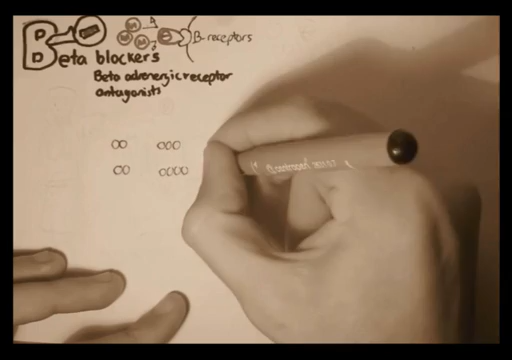 Beta blockers
B-receptors
Beta adrenergic receptor
antagonists